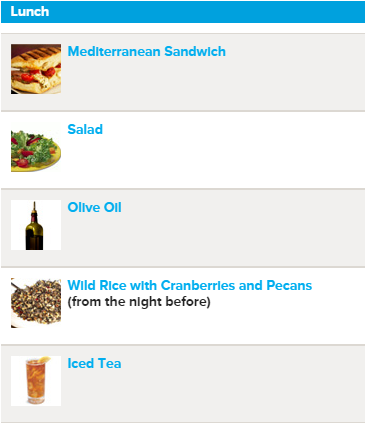 Lunch
Mediterranean Sandwich
Salad
Olive Oil
Wild Rice with Cranberries and Pecans
(from the night before)
Iced Tea